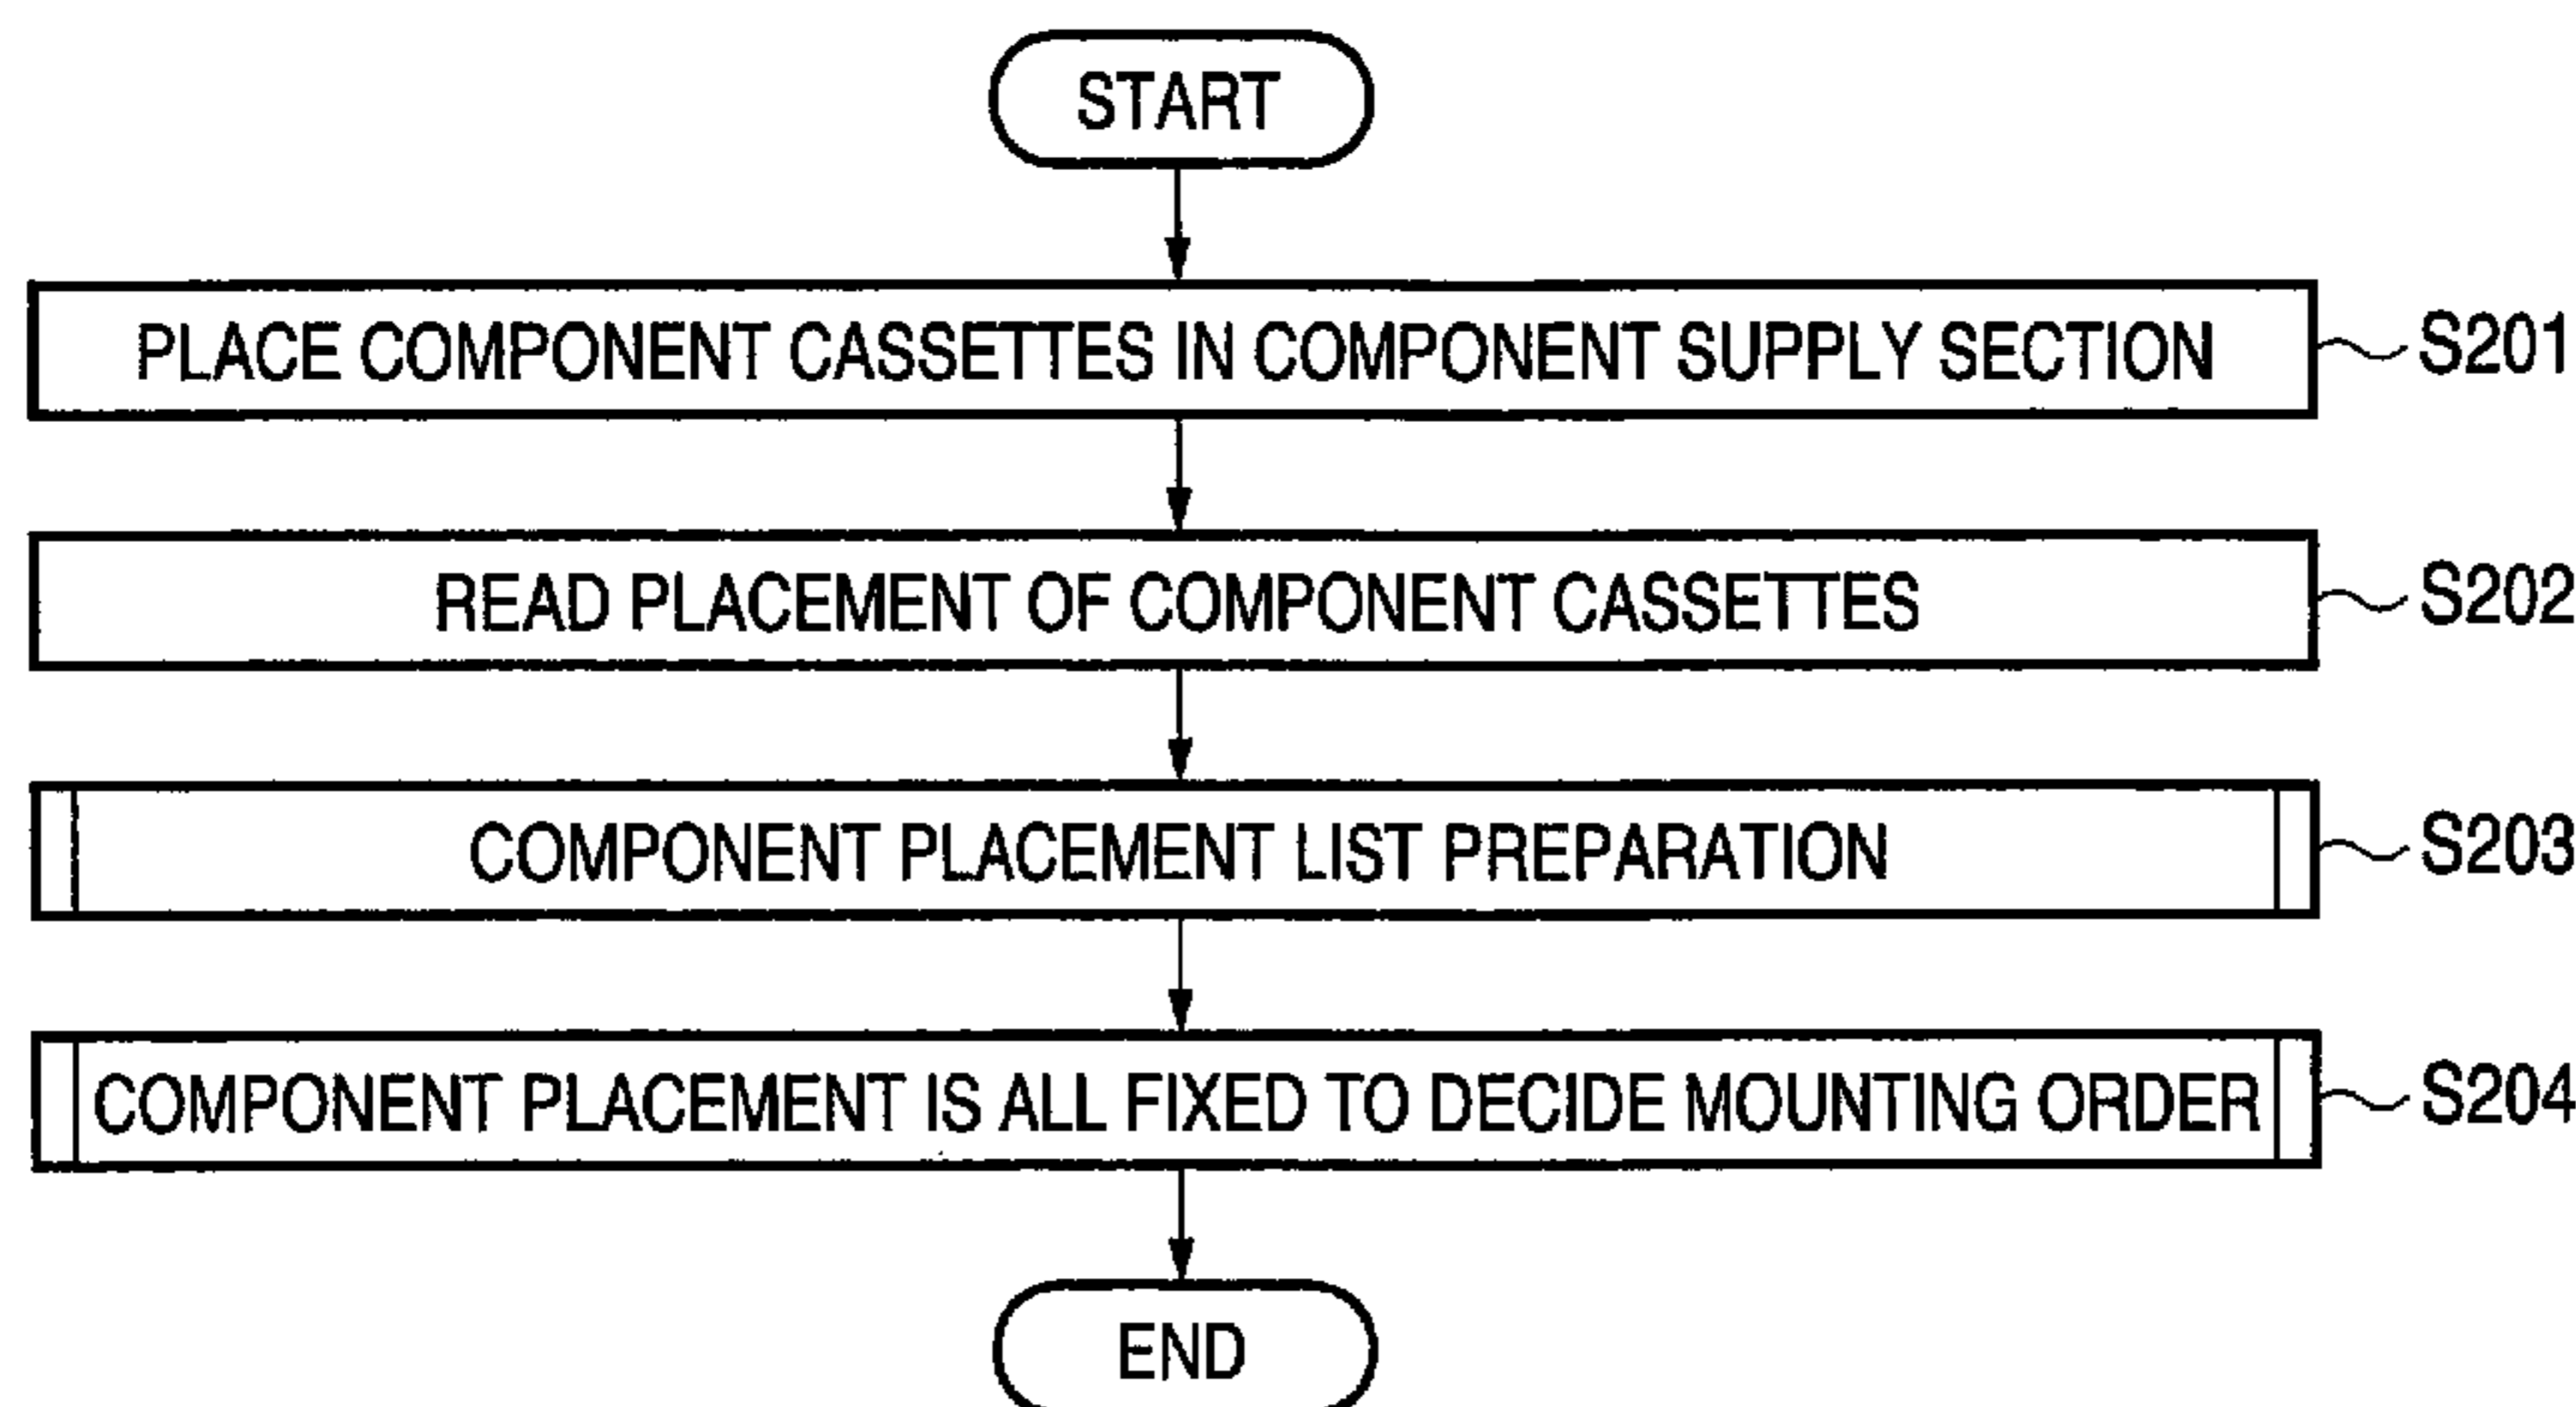 START
PLACE COMPONENT CASSETTES IN COMPONENT SUPPLY SECTION
S201
READ PLACEMENT OF COMPONENT CASSETTES
S202
COMPONENT PLACEMENT LIST PREPARATION
S203
COMPONENT PLACEMENT IS ALL FIXED TO DECIDE MOUNTING ORDER
S204
END